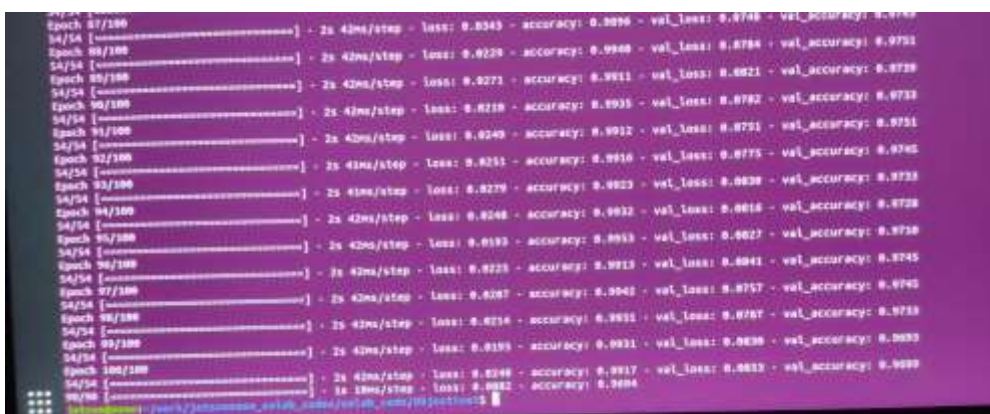 Epoch 87/100
54/54 [==============================] - 2s 42ms/step - loss: 0.0343 - accuracy: 0.9896 - val_loss: 0.0746 - val_accuracy:
Epoch 88/100
54/54 [==============================] - 2s 42ms/step - loss: 0.0229 - accuracy: 0.9940 - val_loss: 0.0784 - val_accuracy: 0.9751
Epoch 89/100
54/54 [==============================] - 2s 42ms/step - loss: 0.0271 - accuracy: 0.9911 - val_loss: 0.0821 - val_accuracy: 0.9739
Epoch 90/100
54/54 [==============================] - 2s 42ms/step - loss: 0.0210 - accuracy: 0.9935 - val_loss: 0.0782 - val_accuracy: 0.9733
Epoch 91/100
54/54 [==============================] - 2s 42ms/step - loss: 0.0249 - accuracy: 0.9912 - val_loss: 0.0751 - val_accuracy: 0.9751
Epoch 92/100
54/54 [==============================] - 2s 41ms/step - loss: 0.0251 - accuracy: 0.9916 - val_loss: 0.0775 - val_accuracy: 0.9745
Epoch 93/100
54/54 [==============================] - 2s 41ms/step - loss: 0.0279 - accuracy: 0.9923 - val_loss: 0.0830 - val_accuracy: 0.9733
Epoch 94/100
54/54 [==============================] - 2s 42ms/step - loss: 0.0248 - accuracy: 0.9932 - val_loss: 0.0816 - val_accuracy: 0.9728
Epoch 95/100
54/54 [==============================] - 2s 42ms/step - loss: 0.0193 - accuracy: 0.9953 - val_loss: 0.0827 - val_accuracy: 0.9710
Epoch 96/100
54/54 [==============================] - 2s 42ms/step - loss: 0.0225 - accuracy: 0.9913 - val_loss: 0.0841 - val_accuracy: 0.9745
Epoch 97/100
54/54 [==============================] - 2s 42ms/step - loss: 0.0207 - accuracy: 0.9942 - val_loss: 0.0757 - val_accuracy: 0.9745
Epoch 98/100
54/54 [==============================] - 2s 42ms/step - loss: 0.0214 - accuracy: 0.9931 - val_loss: 0.0787 - val_accuracy: 0.9733
Epoch 99/100
54/54 [==============================] - 2s 42ms/step - loss: 0.0195 - accuracy: 0.9931 - val_loss: 0.0830 - val_accuracy: 0.9693
Epoch 100/100
54/54 [==============================] - 2s 42ms/step - loss: 0.0240 - accuracy: 0.9917 - val_loss: 0.0833 - val_accuracy: 0.9699
90/90 [==============================] - 1s 10ms/step - loss: 0.0882 - accuracy: 0.9684